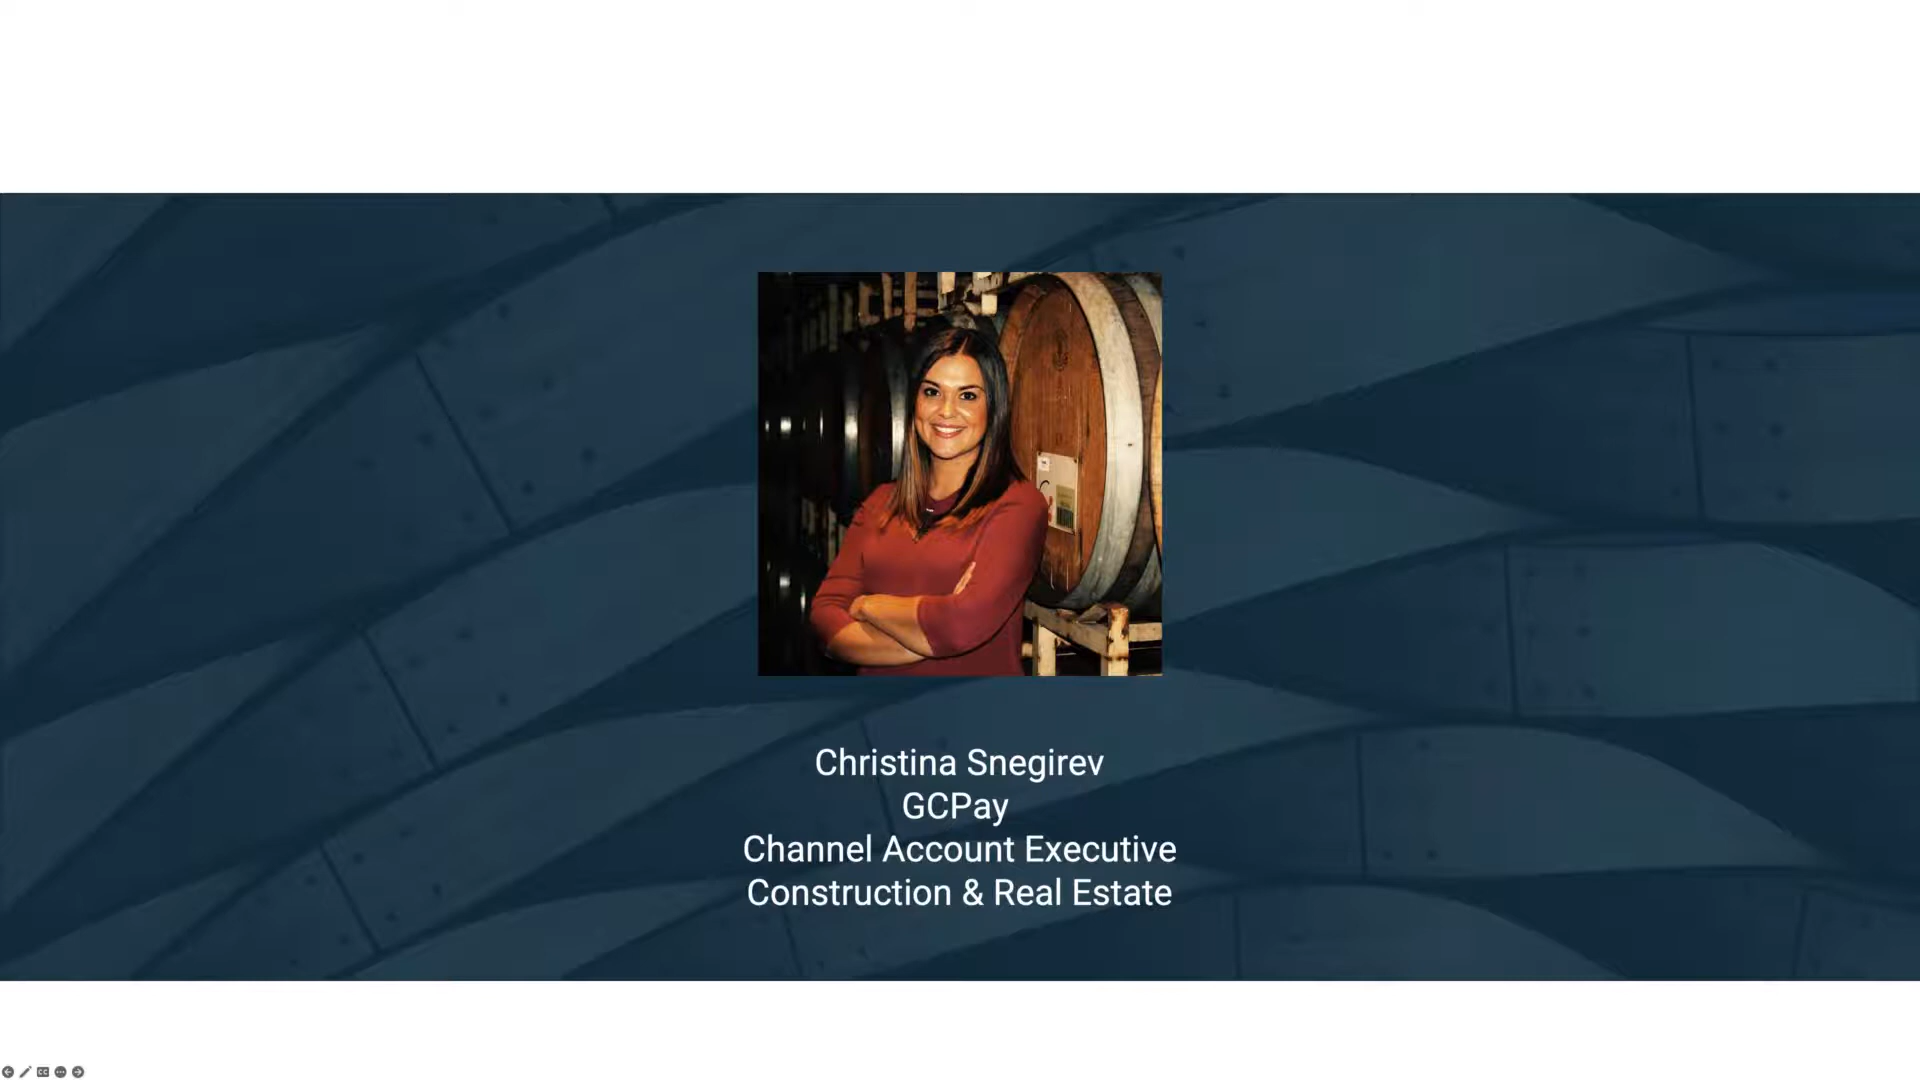 Christina Snegirev
GCPay
Channel Account Executive
Construction & Real Estate